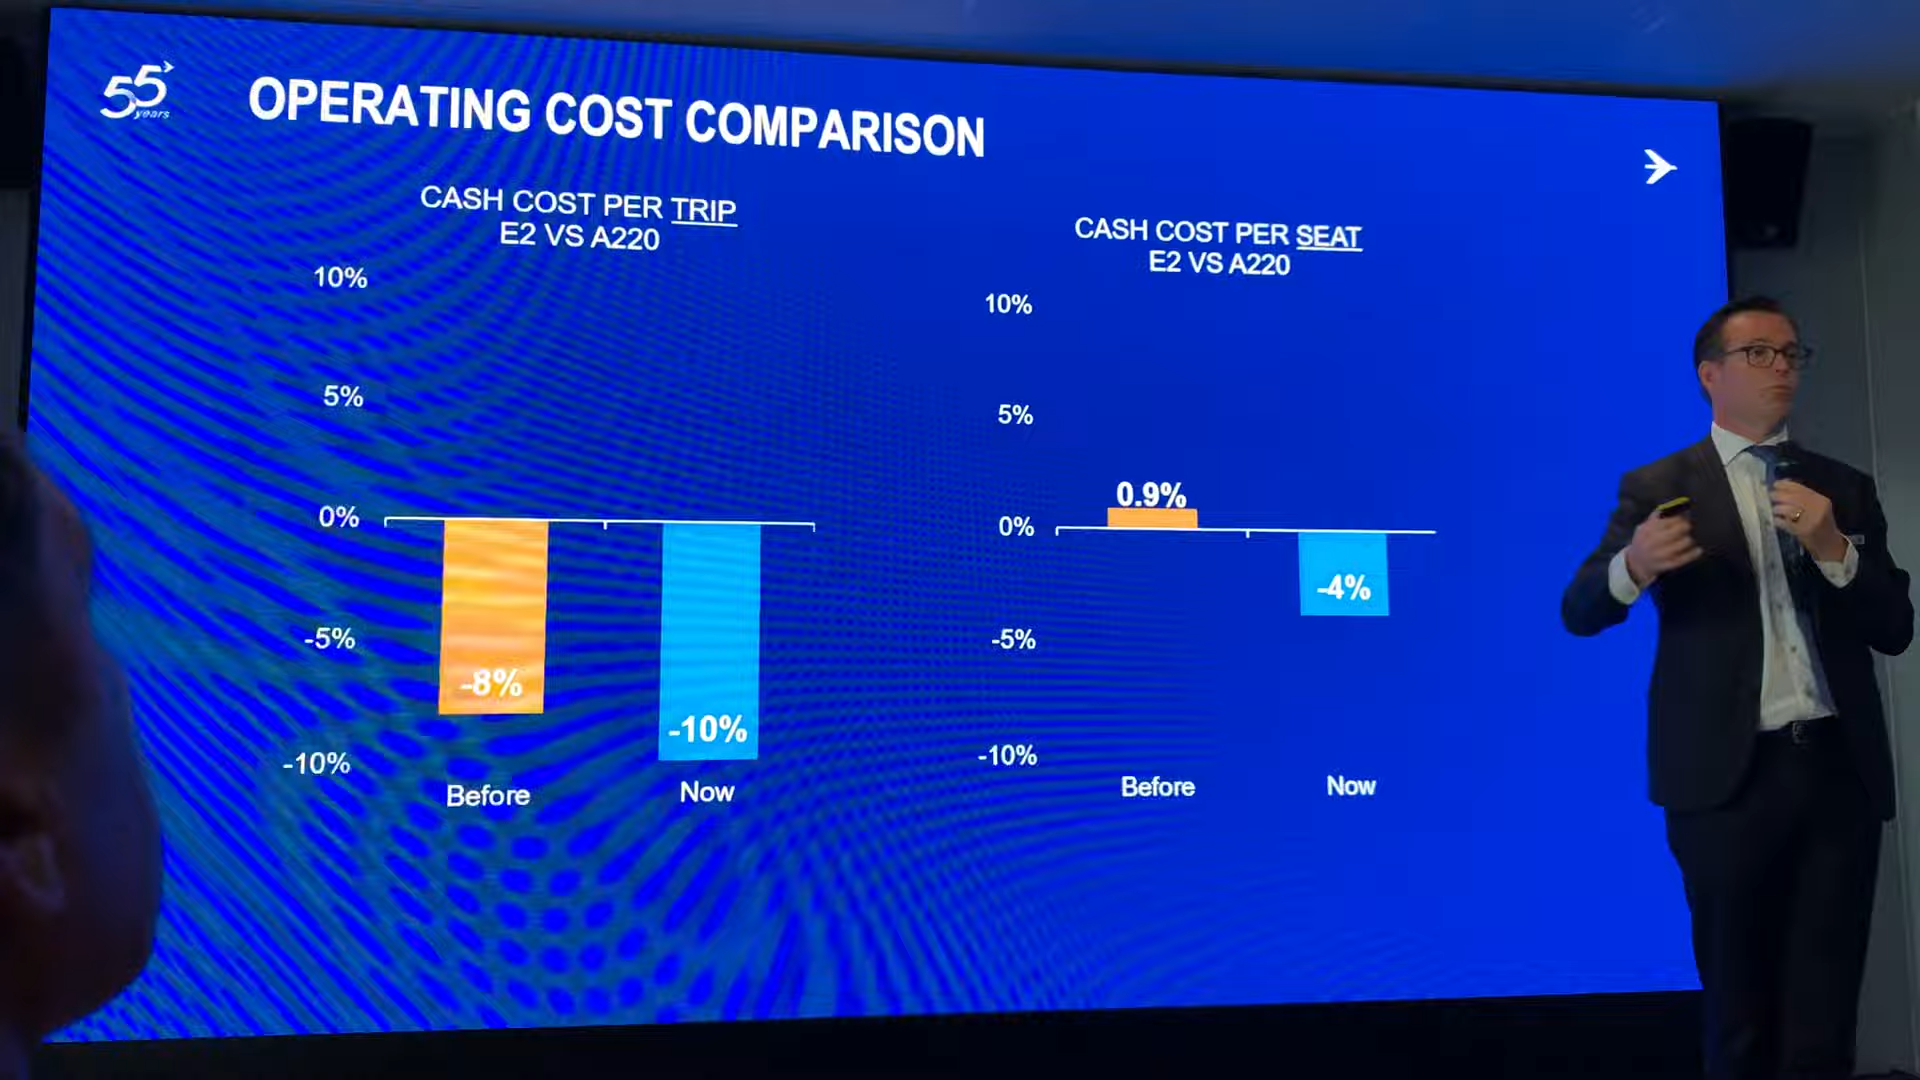 55
years
OPERATING COST COMPARISON
CASH COST PER TRIP
E2 VS A220
10%
5%
0%
-5%
-10%
-8%
-10%
Before
Now
CASH COST PER SEAT
E2 VS A220
10%
5%
0%
-5%
-10%
0.9%
-4%
Before
Now